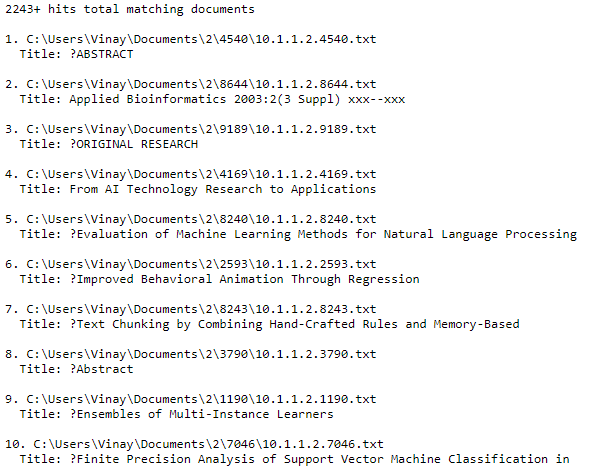 2243+ hits total matching documents
1. C:\Users\Vinay\Documents\2\4540\10.1.1.2.4540.txt
Title: ?ABSTRACT
2. C:\Users\Vinay\Documents\2\8644\10.1.1.2.8644.txt
Title: Applied Bioinformatics 2003:2(3 Suppl) xxx--xxx
3. C:\Users\Vinay\Documents\2\9189\10.1.1.2.9189.txt
Title: ?ORIGINAL RESEARCH
4. C:\Users\Vinay\Documents\2\4169\10.1.1.2.4169.txt
Title: From AI Technology Research to Applications
5. C:\Users\Vinay\Documents\2\8240\10.1.1.2.8240.txt
Title: ?Evaluation of Machine Learning Methods for Natural Language Processing
6. C:\Users\Vinay\Documents\2\2593\10.1.1.2.2593.txt
Title: ?Improved Behavioral Animation Through Regression
7. C:\Users\Vinay\Documents\2\8243\10.1.1.2.8243.txt
Title: ?Text Chunking by Combining Hand-Crafted Rules and Memory-Based
8. C:\Users\Vinay\Documents\2\3790\10.1.1.2.3790.txt
Title: ?Abstract
9. C:\Users\Vinay\Documents\2\1190\10.1.1.2.1190.txt
Title: ?Ensembles of Multi-Instance Learners
10. C:\Users\Vinay\Documents\2\7046\10.1.1.2.7046.txt
Title: ?Finite Precision Analysis of Support Vector Machine Classification in